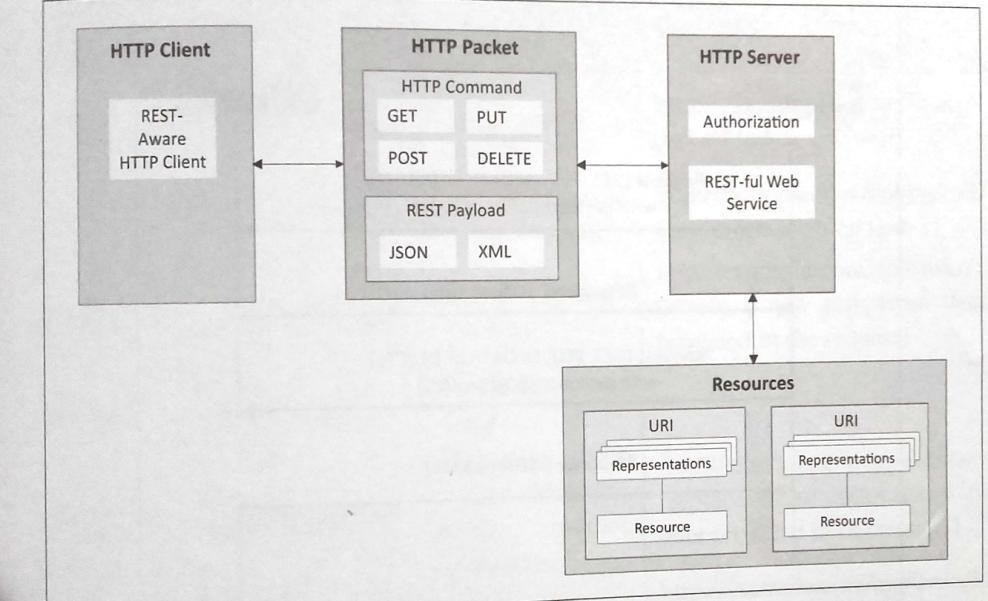 HTTP Client
REST-
Aware
HTTP Client
HTTP Packet
HTTP Command
GET
PUT
POST
DELETE
REST Payload
JSON
XML
HTTP Server
Authorization
REST-ful Web
Service
Resources
URI
Representations
Resource
URI
Representations
Resource